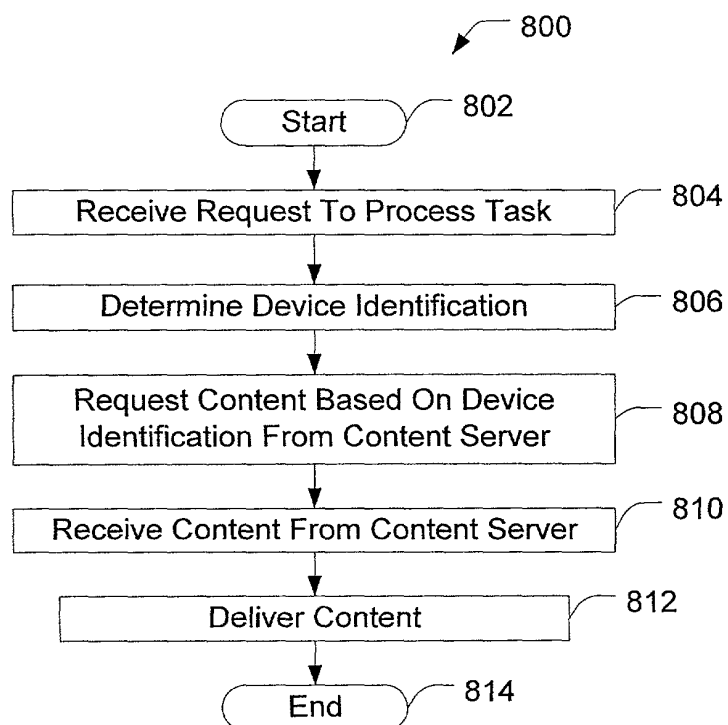 800
Start
802
Receive Request To Process Task
804
Determine Device Identification
806
Request Content Based On Device
Identification From Content Server
808
Receive Content From Content Server
810
Deliver Content
812
End
814